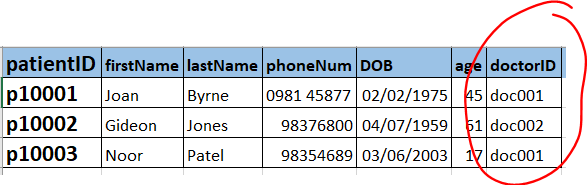 patientID firstName lastName phoneNum DOB age doctorID
p10001 Joan Byrne 0981 45877 02/02/1975 45 doc001
p10002 Gideon Jones 98376800 04/07/1959 61 doc002
p10003 Noor Patel 98354689 03/06/2003 17 doc001